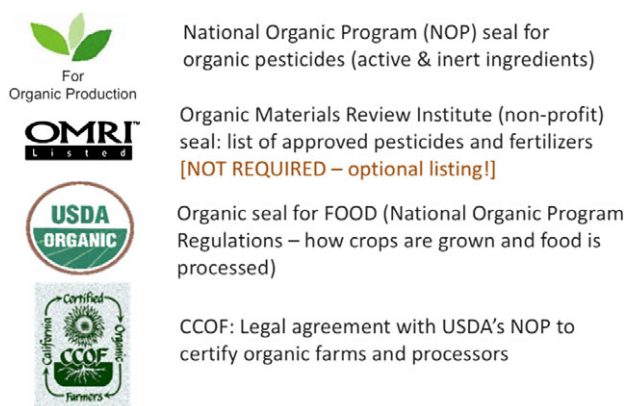 National Organic Program (NOP) seal for
organic pesticides (active & inert ingredients)
For
Organic Production
Organic Materials Review Institute (non-profit)
seal: list of approved pesticides and fertilizers
[NOT REQUIRED – optional listing!]
OMRI™
Listed
Organic seal for FOOD (National Organic Program
Regulations – how crops are grown and food is
processed)
USDA
ORGANIC
CCOF: Legal agreement with USDA's NOP to
certify organic farms and processors
California
Certified
Organic
Farmers
CCOF